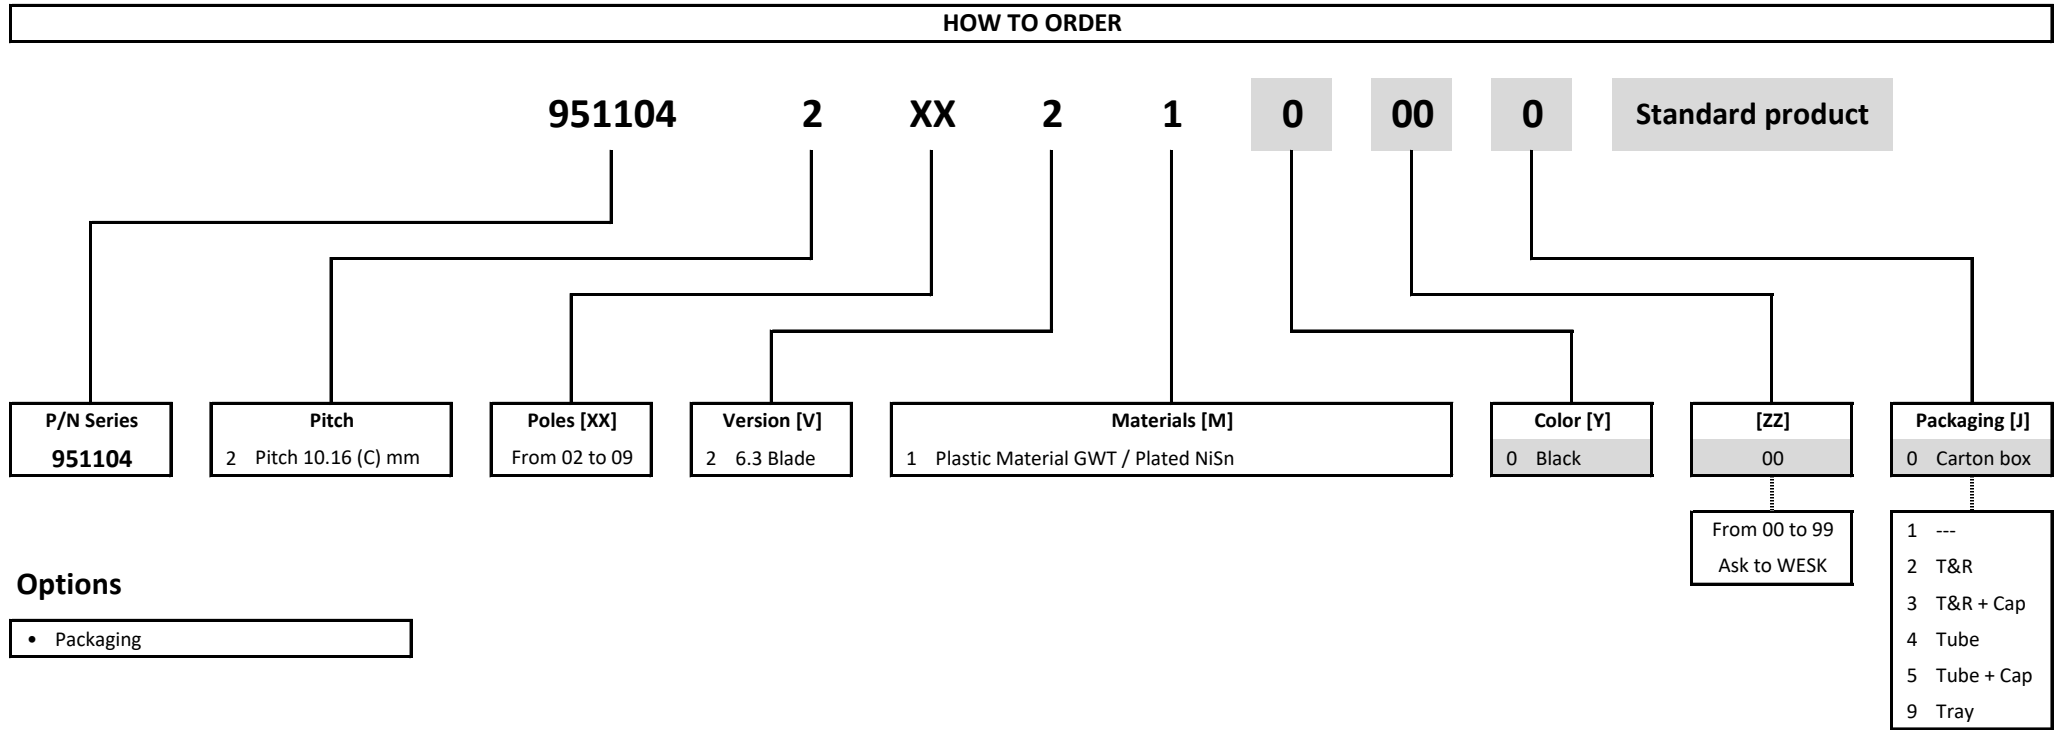 HOW TO ORDER
951104 2 XX 2 1 0 00 0 Standard product
P/N Series
951104
Pitch
2 Pitch 10.16 (C) mm
Poles [XX]
From 02 to 09
Version [V]
2 6.3 Blade
Materials [M]
1 Plastic Material GWT / Plated NiSn
Color [Y]
0 Black
[ZZ]
00
From 00 to 99
Ask to WESK
Packaging [J]
0 Carton box
1 ---
2 T&R
3 T&R + Cap
4 Tube
5 Tube + Cap
9 Tray
Options
• Packaging